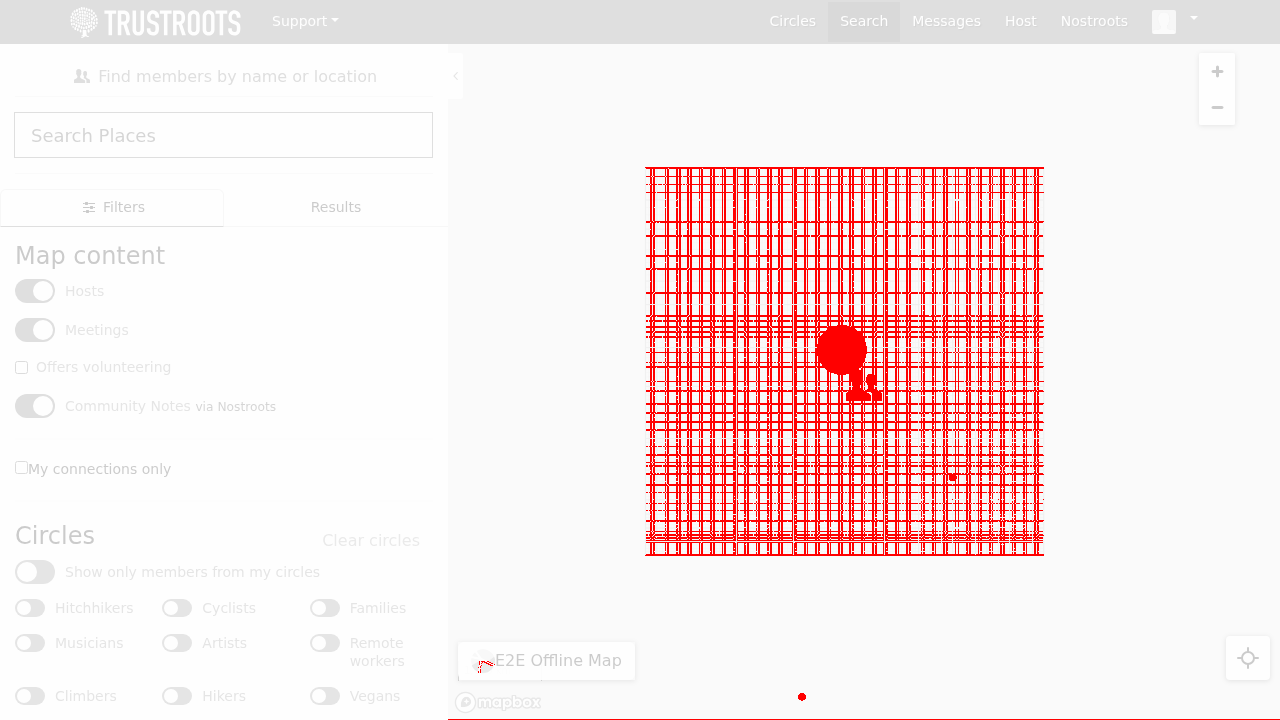 TRUSTROOTS
Support
Circles
Search
Messages
Host
Nostroots
Find members by name or location
Search Places
Filters
Results
Map content
Hosts
Meetings
Offers volunteering
Community Notes via Nostroots
My connections only
Circles
Clear circles
Show only members from my circles
Hitchhikers
Cyclists
Families
Musicians
Artists
Remote
workers
Climbers
Hikers
Vegans
E2E Offline Map
mapbox